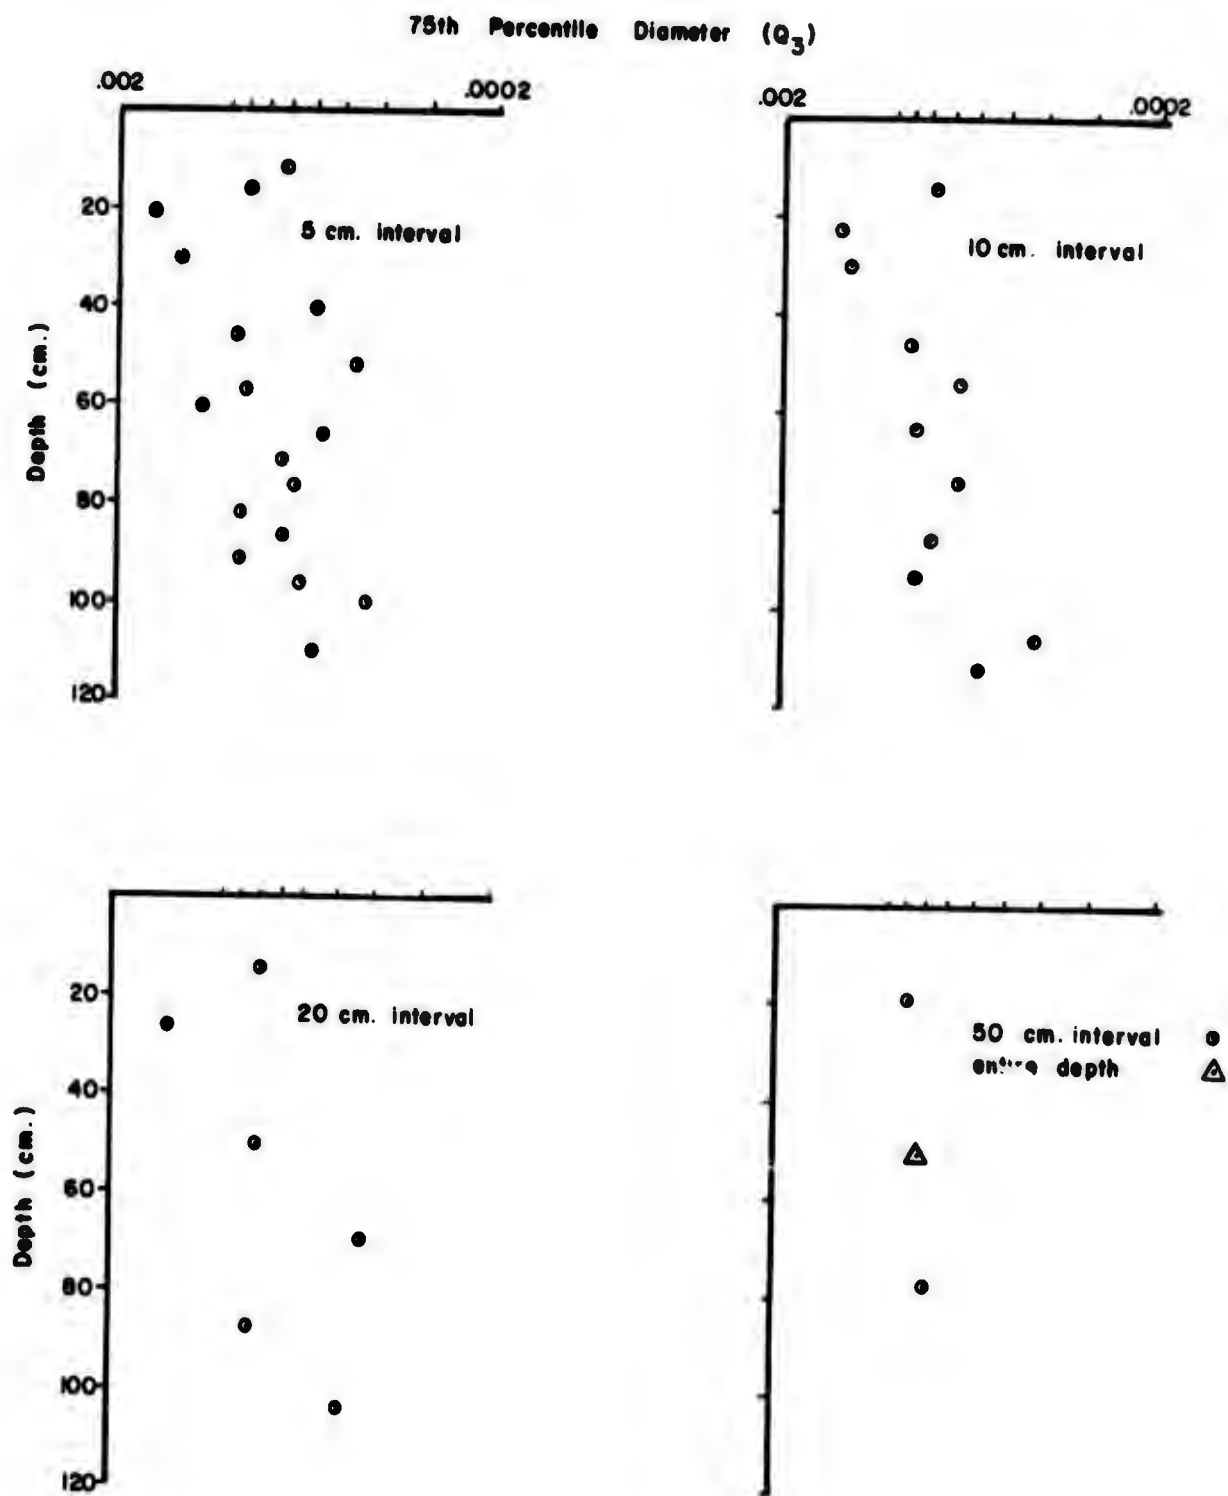 75th Percentile Diameter (Q3)
.002 .0002
5 cm. interval
20
40
60
80
100
120
Depth (cm.)
.002 .0002
10 cm. interval
20 cm. interval
20
40
60
80
100
120
Depth (cm.)
50 cm. interval
depth